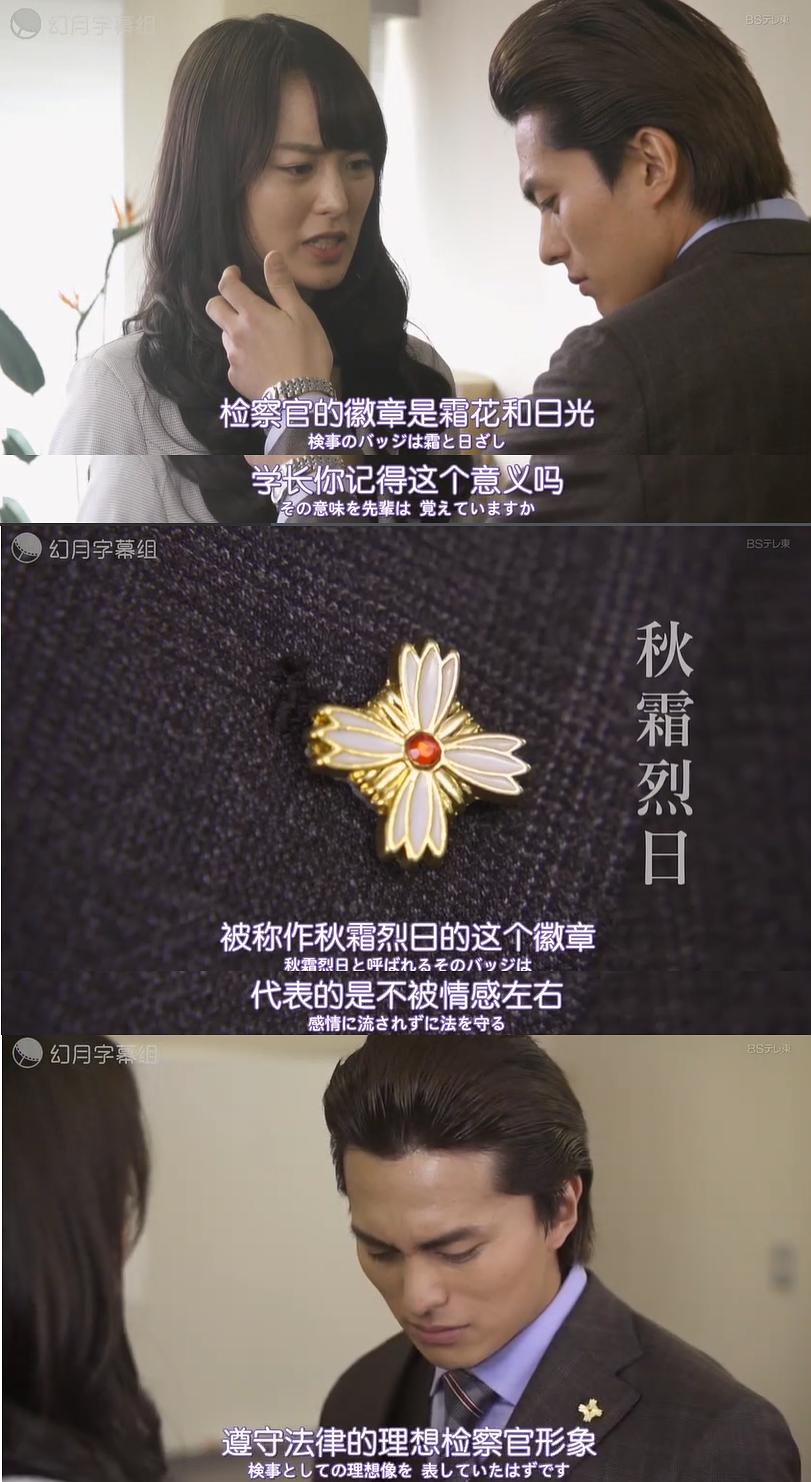 幻月字幕组
BSテレ東
检察官的徽章是霜花和日光
検事のバッジは霜と日ざし
学长你记得这个意义吗
その意味を先輩は 覚えていますか
幻月字幕组
BSテレ東
秋霜烈日
被称作秋霜烈日的这个徽章
秋霜烈日と呼ばれるそのバッジは
代表的是不被情感左右
感情に流されずに法を守る
幻月字幕组
BSテレ東
遵守法律的理想检察官形象
検事としての理想像を 表していたはずです